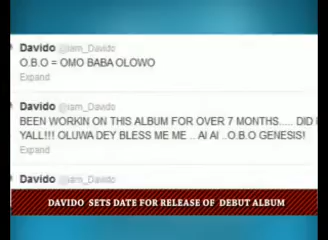 Davido @iam_Davido
O.B.O = OMO BABA OLOWO
Expand
Davido @iam_Davido
BEEN WORKIN ON THIS ALBUM FOR OVER 7 MONTHS..... DID
YALL!!! OLUWA DEY BLESS ME ME .. AI AI ..O.B.O GENESIS!
Expand
Davido @iam_Davido
DAVIDO SETS DATE FOR RELEASE OF DEBUT ALBUM